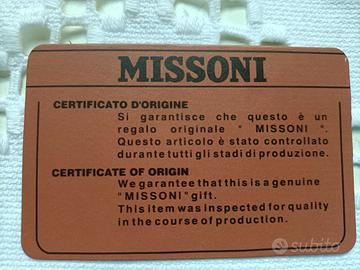 MISSONI
CERTIFICATO D'ORIGINE
Si garantisce che questo è un
regalo originale " MISSONI ".
Questo articolo è stato controllato
durante tutti gli stadi di produzione.
CERTIFICATE OF ORIGIN
We garantee that this is a genuine
"MISSONI" gift.
This item was inspected for quality
in the course of production.
subito